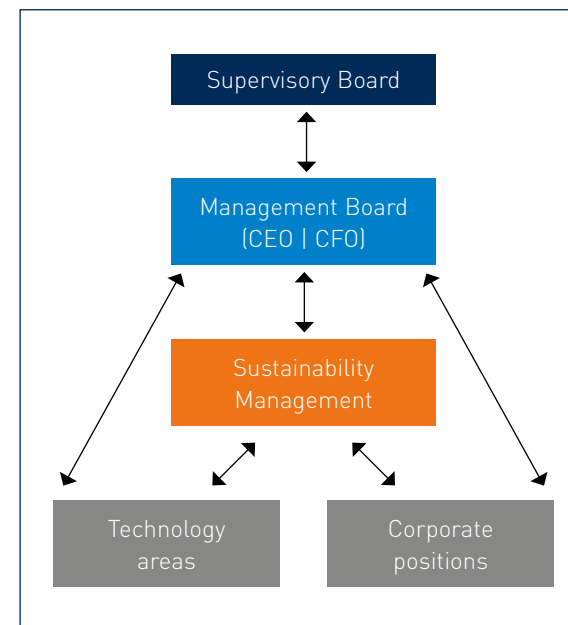 Supervisory Board
Management Board
(CEO | CFO)
Sustainability
Management
Technology
areas
Corporate
positions